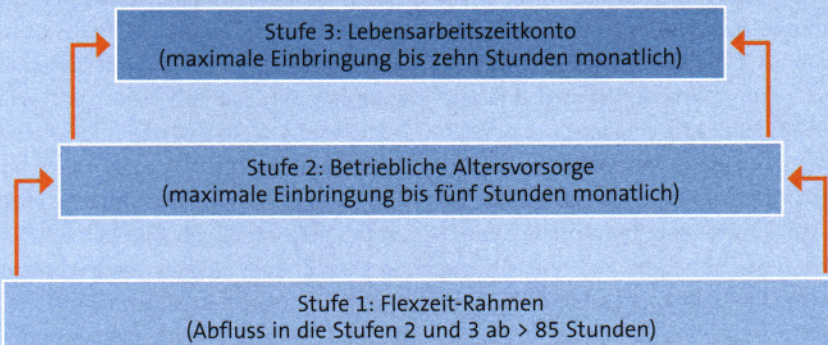 Stufe 3: Lebensarbeitszeitkonto
(maximale Einbringung bis zehn Stunden monatlich)
Stufe 2: Betriebliche Altersvorsorge
(maximale Einbringung bis fünf Stunden monatlich)
Stufe 1: Flexzeit-Rahmen
(Abfluss in die Stufen 2 und 3 ab > 85 Stunden)